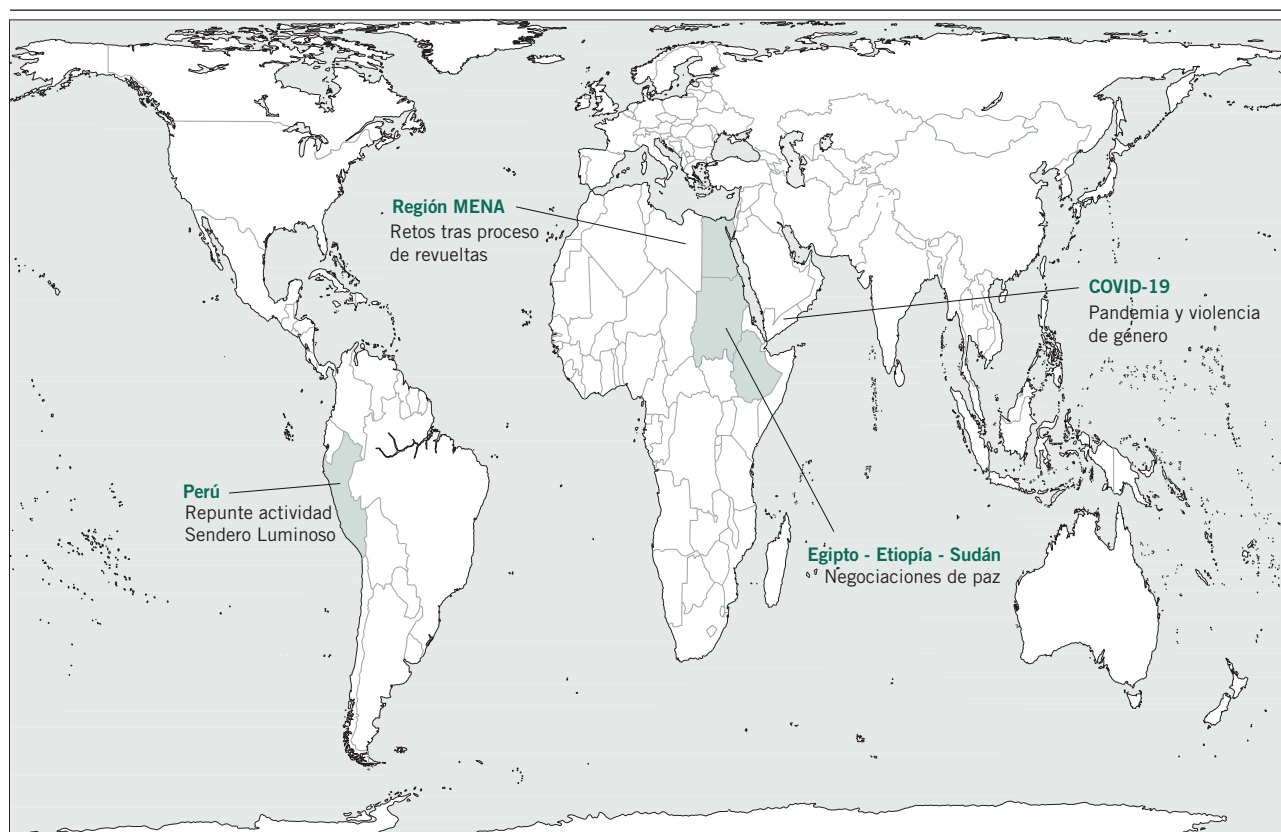 Región MENA
Retos tras proceso
de revueltas
COVID-19
Pandemia y violencia
de género
Perú
Repunte actividad
Sendero Luminoso
Egipto - Etiopía - Sudán
Negociaciones de paz